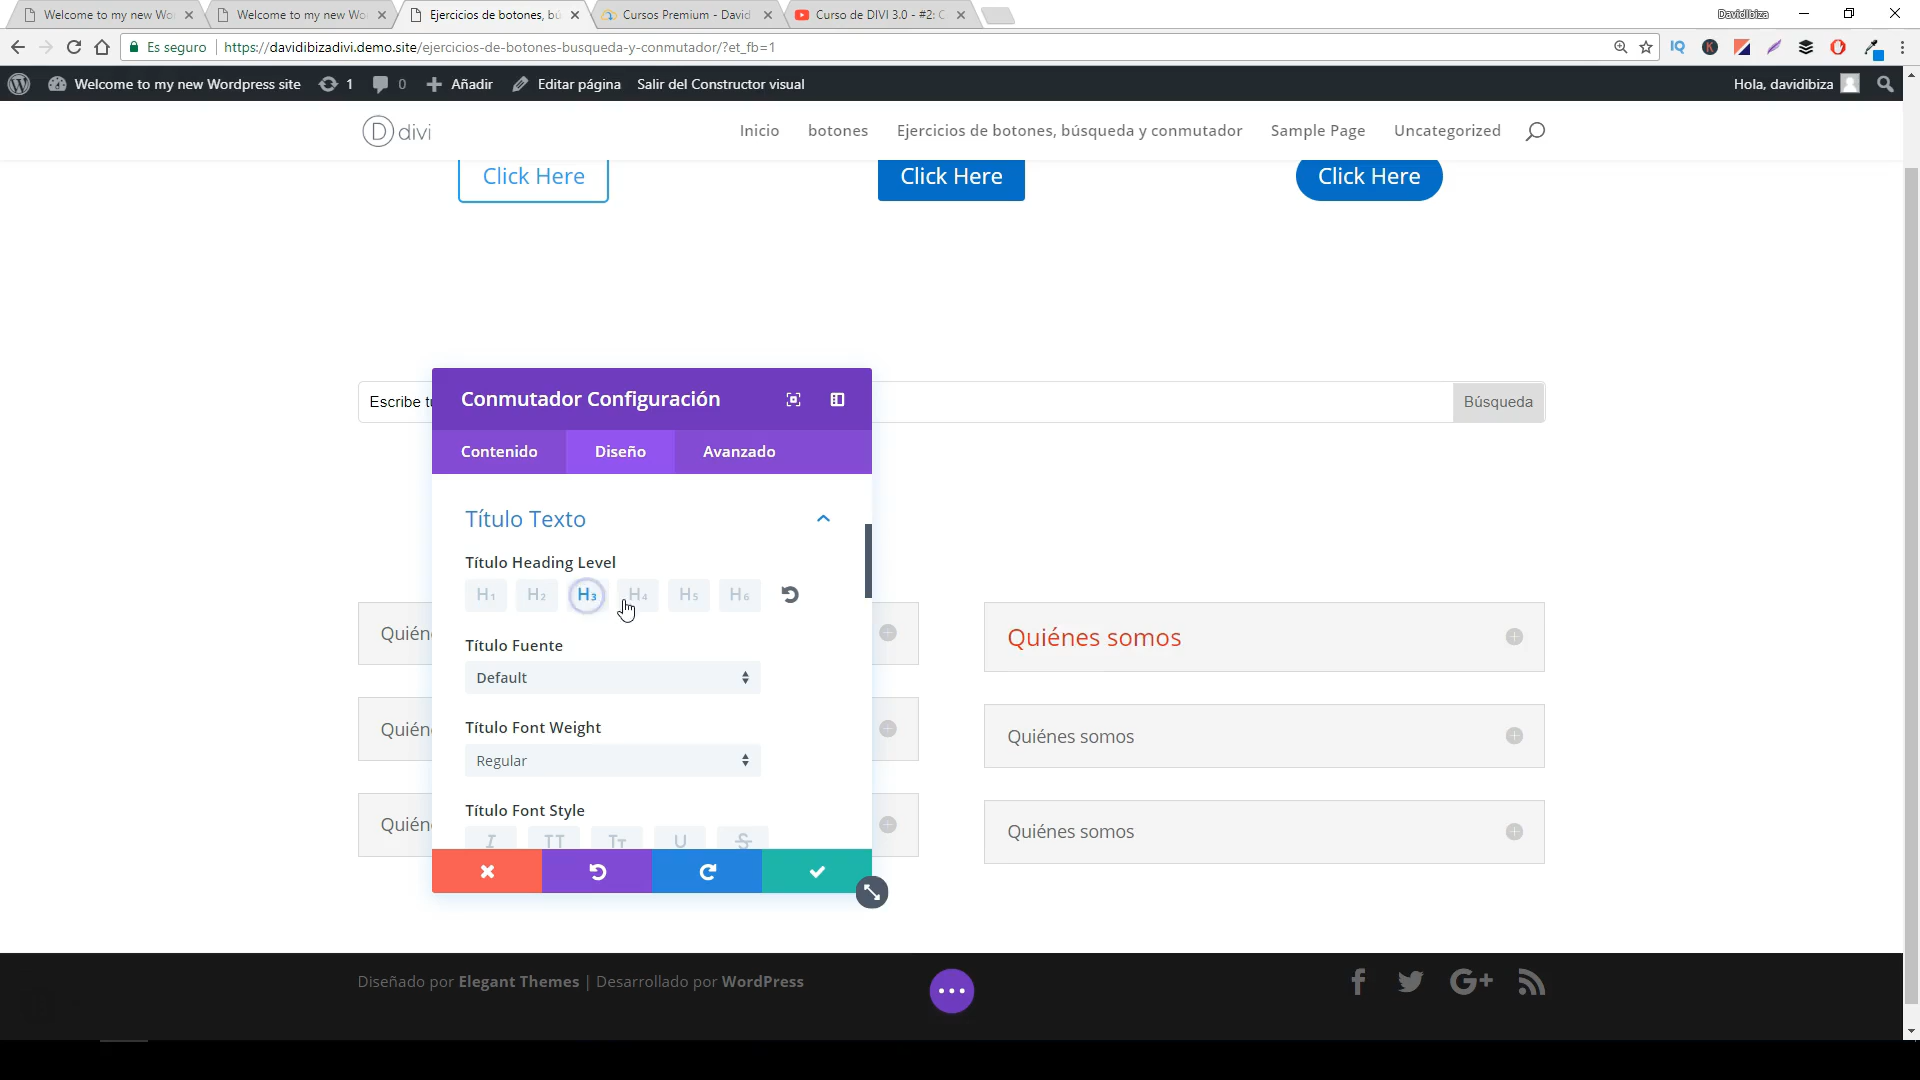 Welcome to my new Wo
Welcome to my new Wo
Ejercicios de botones, bú
Cursos Premium - David
Curso de DIVI 3.0 - #2: C
Davidibiza
Es seguro
https://davidibizadivi.demo.site/ejercicios-de-botones-busqueda-y-conmutador/?et_fb=1
IQ
Welcome to my new Wordpress site
1
0
Añadir
Editar página
Salir del Constructor visual
Hola, davidibiza
D divi
Inicio
botones
Ejercicios de botones, búsqueda y conmutador
Sample Page
Uncategorized
Click Here
Click Here
Click Here
Escribe t
Búsqueda
Conmutador Configuración
Contenido
Diseño
Avanzado
Título Texto
Título Heading Level
H1 H2 H3 H4 H5 H6
Título Fuente
Default
Título Font Weight
Regular
Título Font Style
I TT Tт U S
Quién
Quién
Quién
Quiénes somos
Quiénes somos
Quiénes somos
Diseñado por Elegant Themes | Desarrollado por WordPress
G+